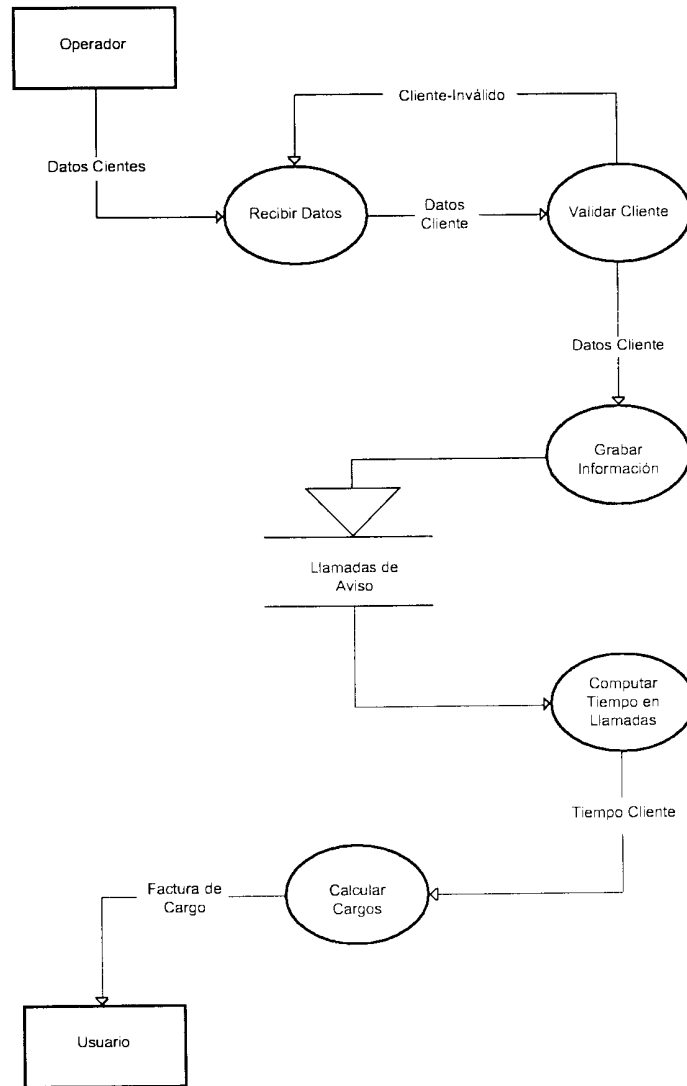 Operador
Cliente-Inválido
Datos Cientes
Recibir Datos
Datos
Cliente
Validar Cliente
Datos Cliente
Grabar
Información
Llamadas de
Aviso
Computar
Tiempo en
Llamadas
Tiempo Cliente
Factura de
Cargo
Calcular
Cargos
Usuario